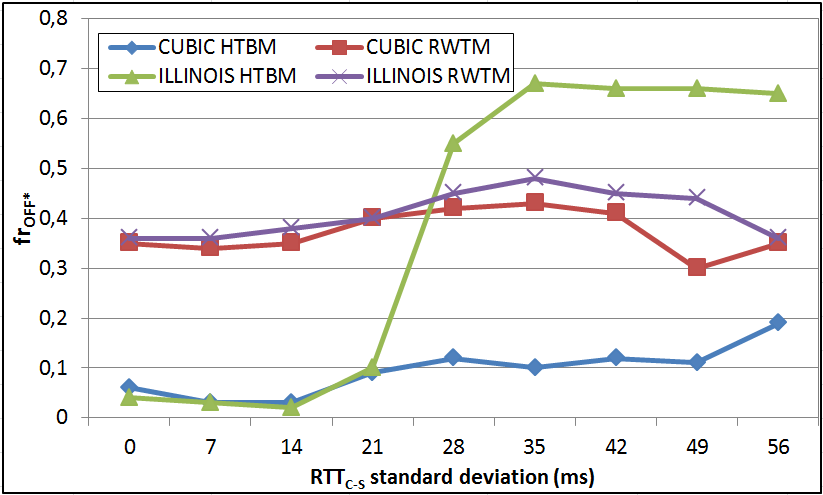 0,8
0,7
0,6
0,5
0,4
0,3
0,2
0,1
0
frOFF*
CUBIC HTBM
CUBIC RWTM
ILLINOIS HTBM
ILLINOIS RWTM
0 7 14 21 28 35 42 49 56
RTTC-S standard deviation (ms)